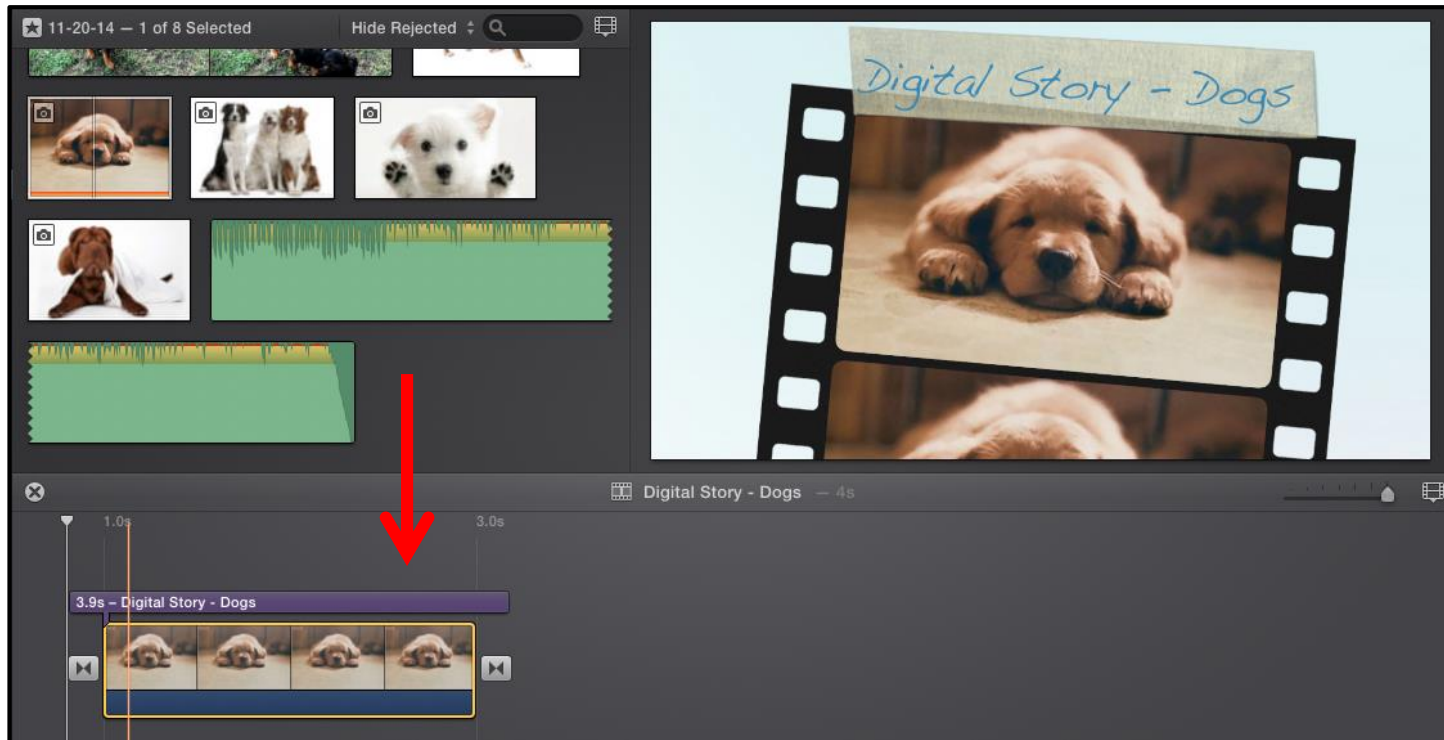 11-20-14 — 1 of 8 Selected
Hide Rejected
Digital Story - Dogs
Digital Story - Dogs — 4s
1.0s
3.0s
3.9s – Digital Story - Dogs